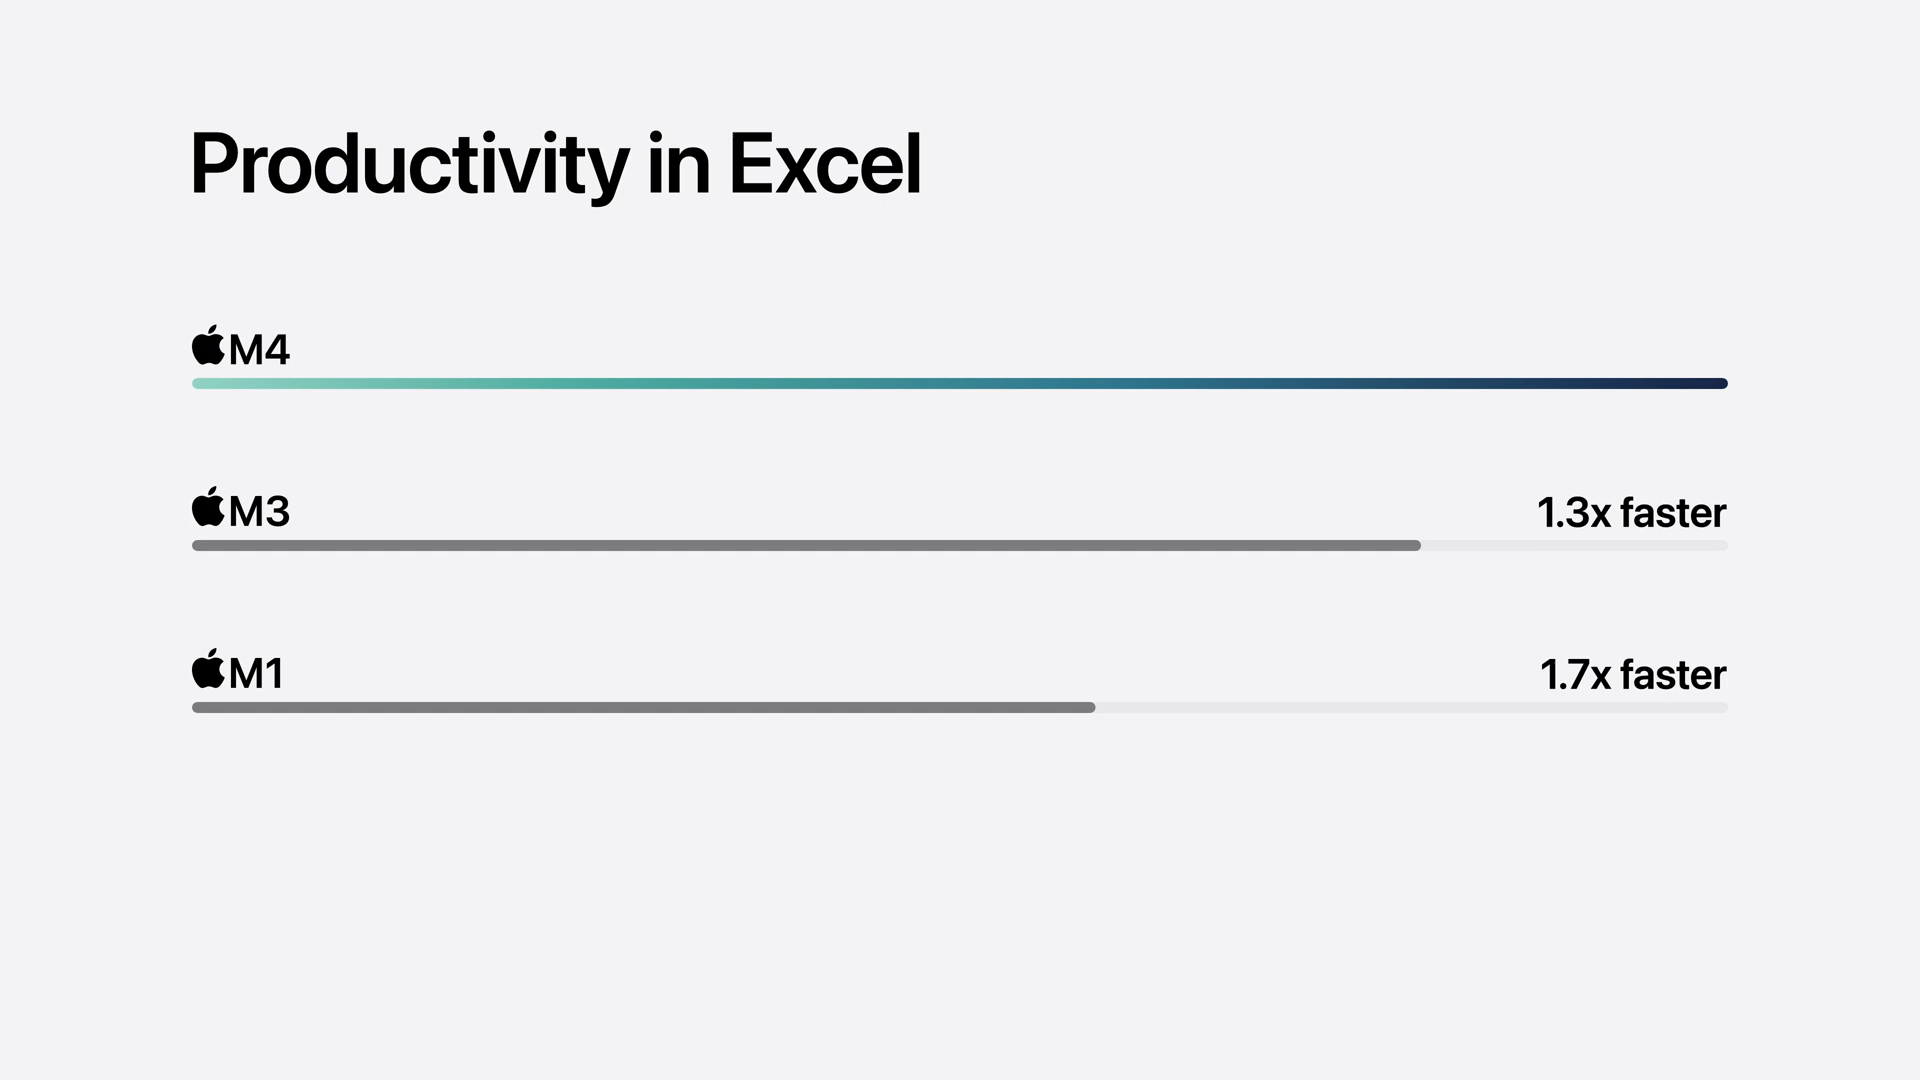 Productivity in Excel
M4
M3
1.3x faster
M1
1.7x faster